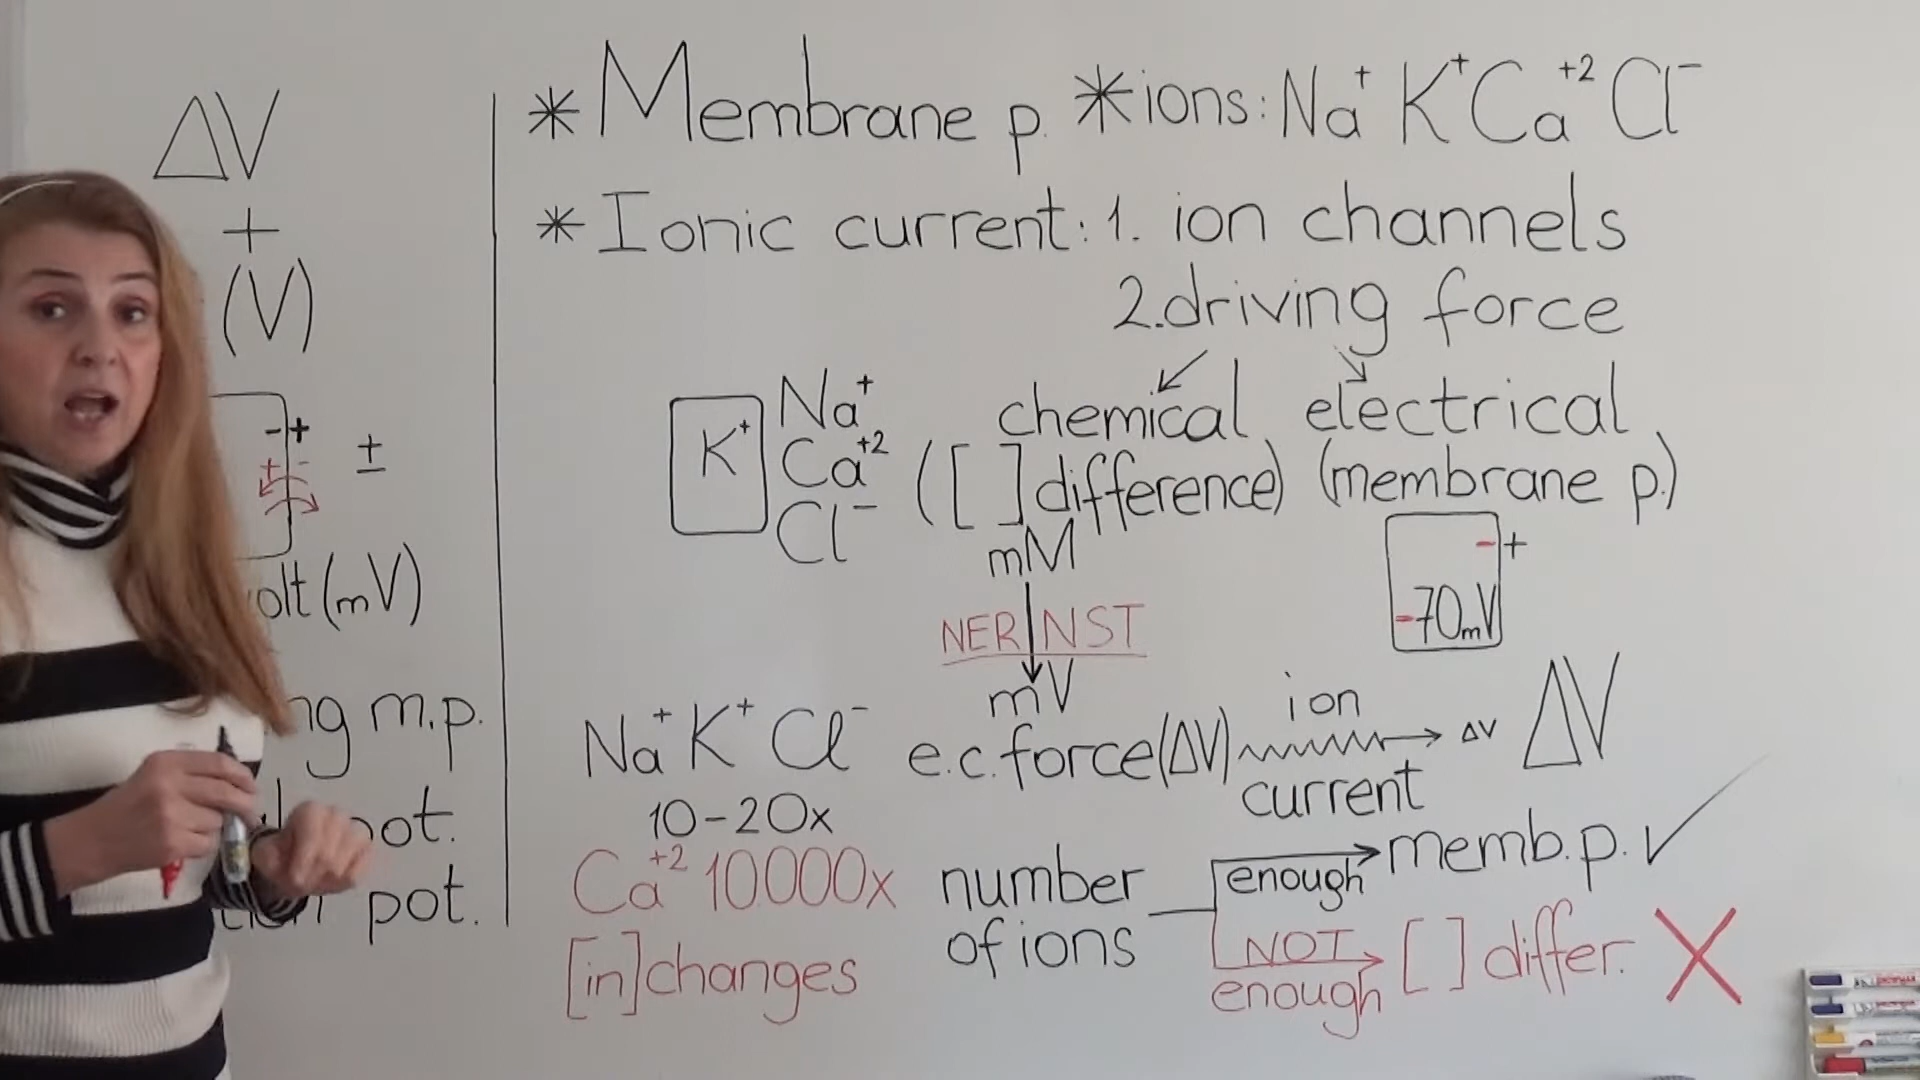 ΔV
+
(V)
- +
+ -
±
olt (mV)
ng m.p.
pot.
pot.
* Membrane p. * ions: Na⁺ K⁺ Ca⁺² Cl⁻
* Ionic current: 1. ion channels
2. driving force
chemical electrical
([ ] difference) (membrane p.)
K⁺
Na⁺
Ca⁺²
Cl⁻
mM
NERNST
mV
- +
-70mV
Na⁺ K⁺ Cl⁻
10-20x
Ca⁺² 10000x
[in] changes
e.c. force (ΔV) ion current ΔV ΔV
number
of ions
enough memb. p. ✓
NOT
enough [ ] differ. X